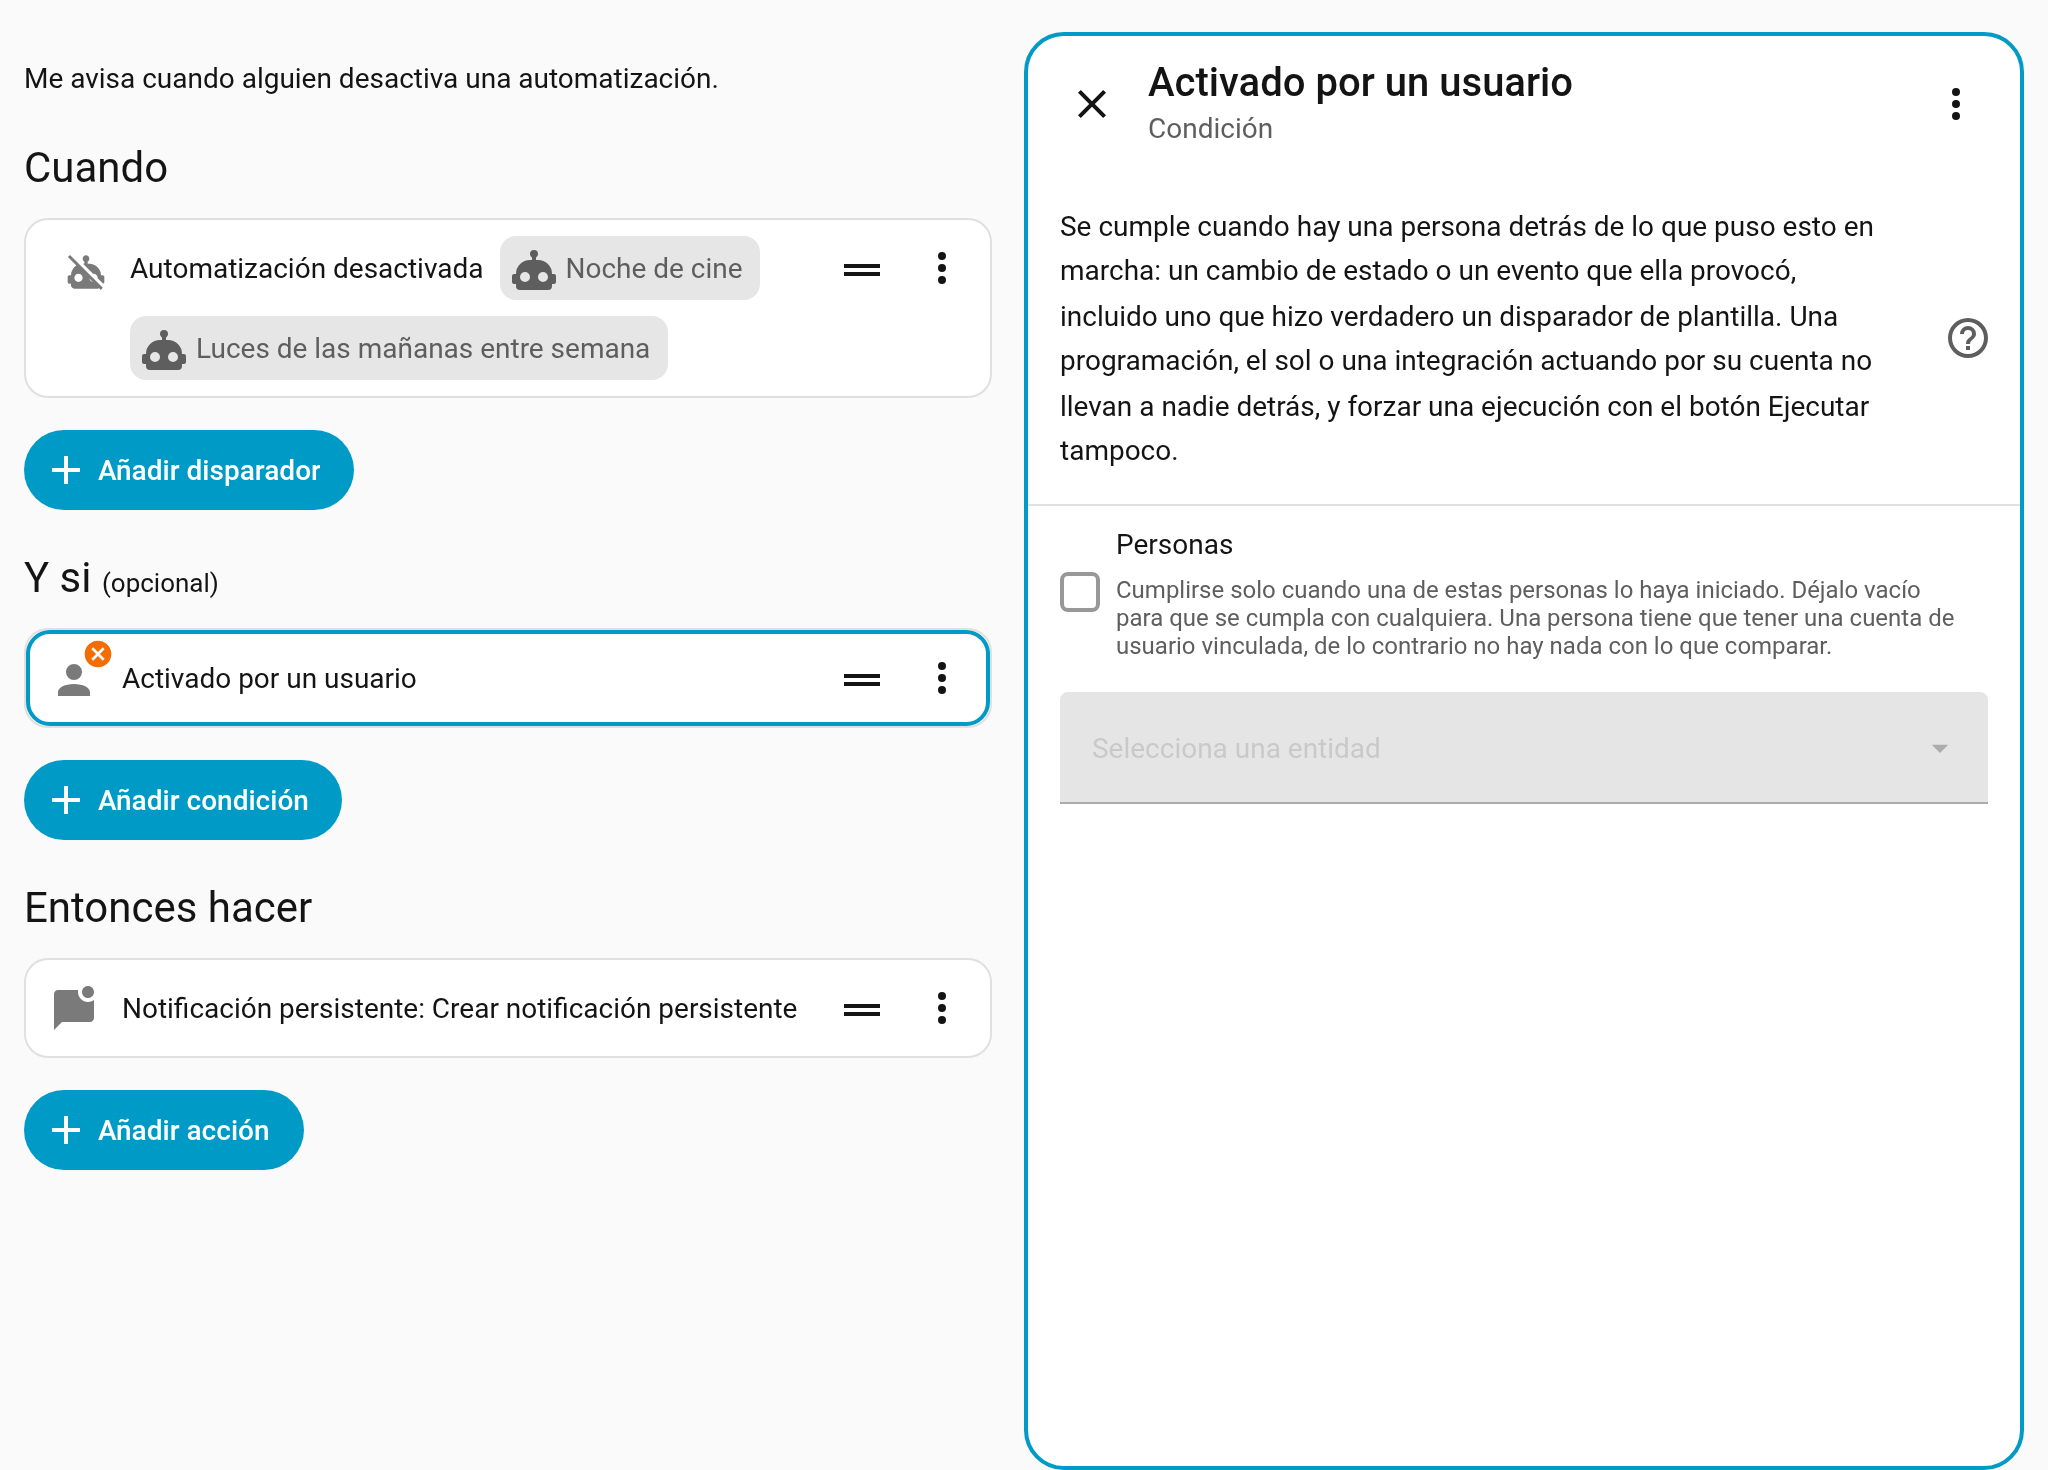 Me avisa cuando alguien desactiva una automatización.
Cuando
Automatización desactivada
Noche de cine
Luces de las mañanas entre semana
Añadir disparador
Y si (opcional)
Activado por un usuario
Añadir condición
Entonces hacer
Notificación persistente: Crear notificación persistente
Añadir acción
Activado por un usuario
Condición
Se cumple cuando hay una persona detrás de lo que puso esto en
marcha: un cambio de estado o un evento que ella provocó,
incluido uno que hizo verdadero un disparador de plantilla. Una
programación, el sol o una integración actuando por su cuenta no
llevan a nadie detrás, y forzar una ejecución con el botón Ejecutar
tampoco.
Personas
Cumplirse solo cuando una de estas personas lo haya iniciado. Déjalo vacío
para que se cumpla con cualquiera. Una persona tiene que tener una cuenta de
usuario vinculada, de lo contrario no hay nada con lo que comparar.
Selecciona una entidad